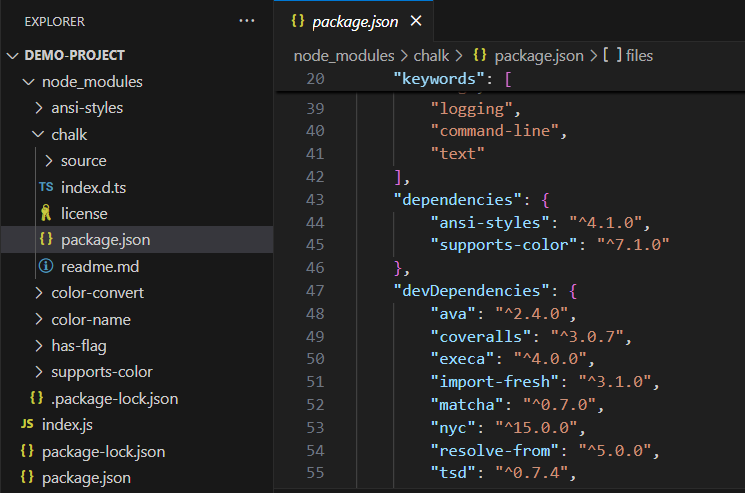 EXPLORER
···
DEMO-PROJECT
node_modules
ansi-styles
chalk
source
TS index.d.ts
license
{} package.json
readme.md
color-convert
color-name
has-flag
supports-color
{} .package-lock.json
JS index.js
{} package-lock.json
{} package.json
{} package.json ×
node_modules > chalk > {} package.json > [ ] files
20 "keywords": [
39 "logging",
40 "command-line",
41 "text"
42 ],
43 "dependencies": {
44 "ansi-styles": "^4.1.0",
45 "supports-color": "^7.1.0"
46 },
47 "devDependencies": {
48 "ava": "^2.4.0",
49 "coveralls": "^3.0.7",
50 "execa": "^4.0.0",
51 "import-fresh": "^3.1.0",
52 "matcha": "^0.7.0",
53 "nyc": "^15.0.0",
54 "resolve-from": "^5.0.0",
55 "tsd": "^0.7.4",